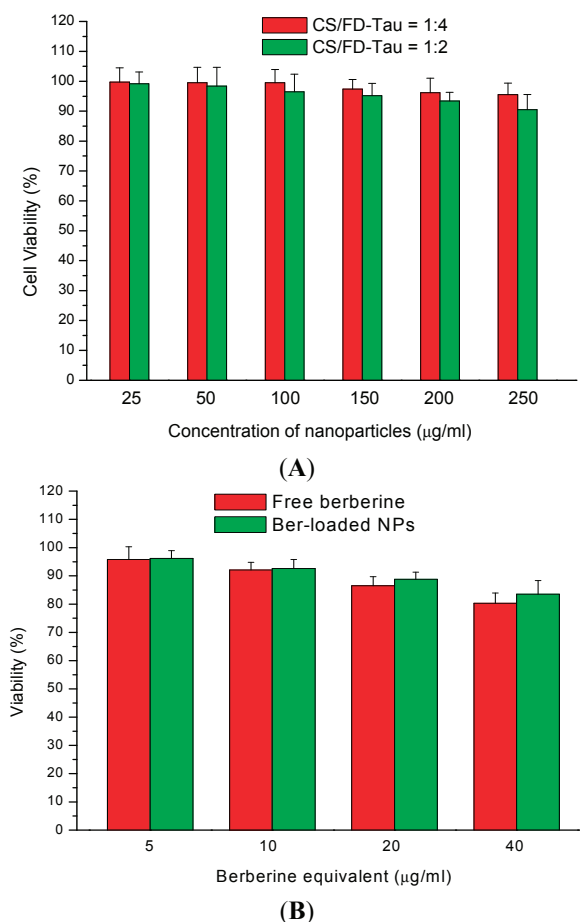 CS/FD-Tau = 1:4
CS/FD-Tau = 1:2
Cell Viability (%)
120
110
100
90
80
70
60
50
40
30
20
10
0
25 50 100 150 200 250
Concentration of nanoparticles (μg/ml)
(A)
Free berberine
Ber-loaded NPs
Viability (%)
120
110
100
90
80
70
60
50
40
30
20
10
0
5 10 20 40
Berberine equivalent (μg/ml)
(B)